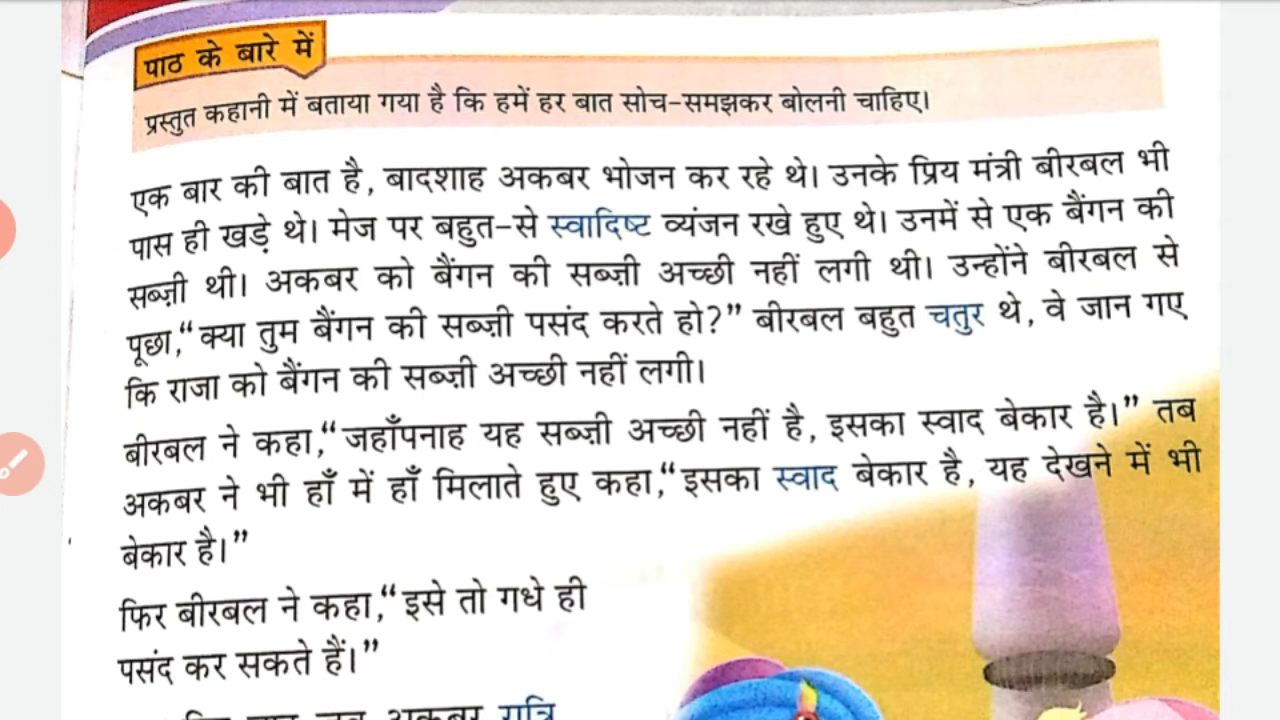 पाठ के बारे में
प्रस्तुत कहानी में बताया गया है कि हमें हर बात सोच-समझकर बोलनी चाहिए।
एक बार की बात है, बादशाह अकबर भोजन कर रहे थे। उनके प्रिय मंत्री बीरबल भी
पास ही खड़े थे। मेज पर बहुत-से स्वादिष्ट व्यंजन रखे हुए थे। उनमें से एक बैंगन की
सब्ज़ी थी। अकबर को बैंगन की सब्ज़ी अच्छी नहीं लगी थी। उन्होंने बीरबल से
पूछा,“क्या तुम बैंगन की सब्ज़ी पसंद करते हो?” बीरबल बहुत चतुर थे, वे जान गए
कि राजा को बैंगन की सब्ज़ी अच्छी नहीं लगी।
बीरबल ने कहा,“जहाँपनाह यह सब्ज़ी अच्छी नहीं है, इसका स्वाद बेकार है।” तब
अकबर ने भी हाँ में हाँ मिलाते हुए कहा,“इसका स्वाद बेकार है, यह देखने में भी
बेकार है।”
फिर बीरबल ने कहा,“इसे तो गधे ही
पसंद कर सकते हैं।”
अकबर रात्रि